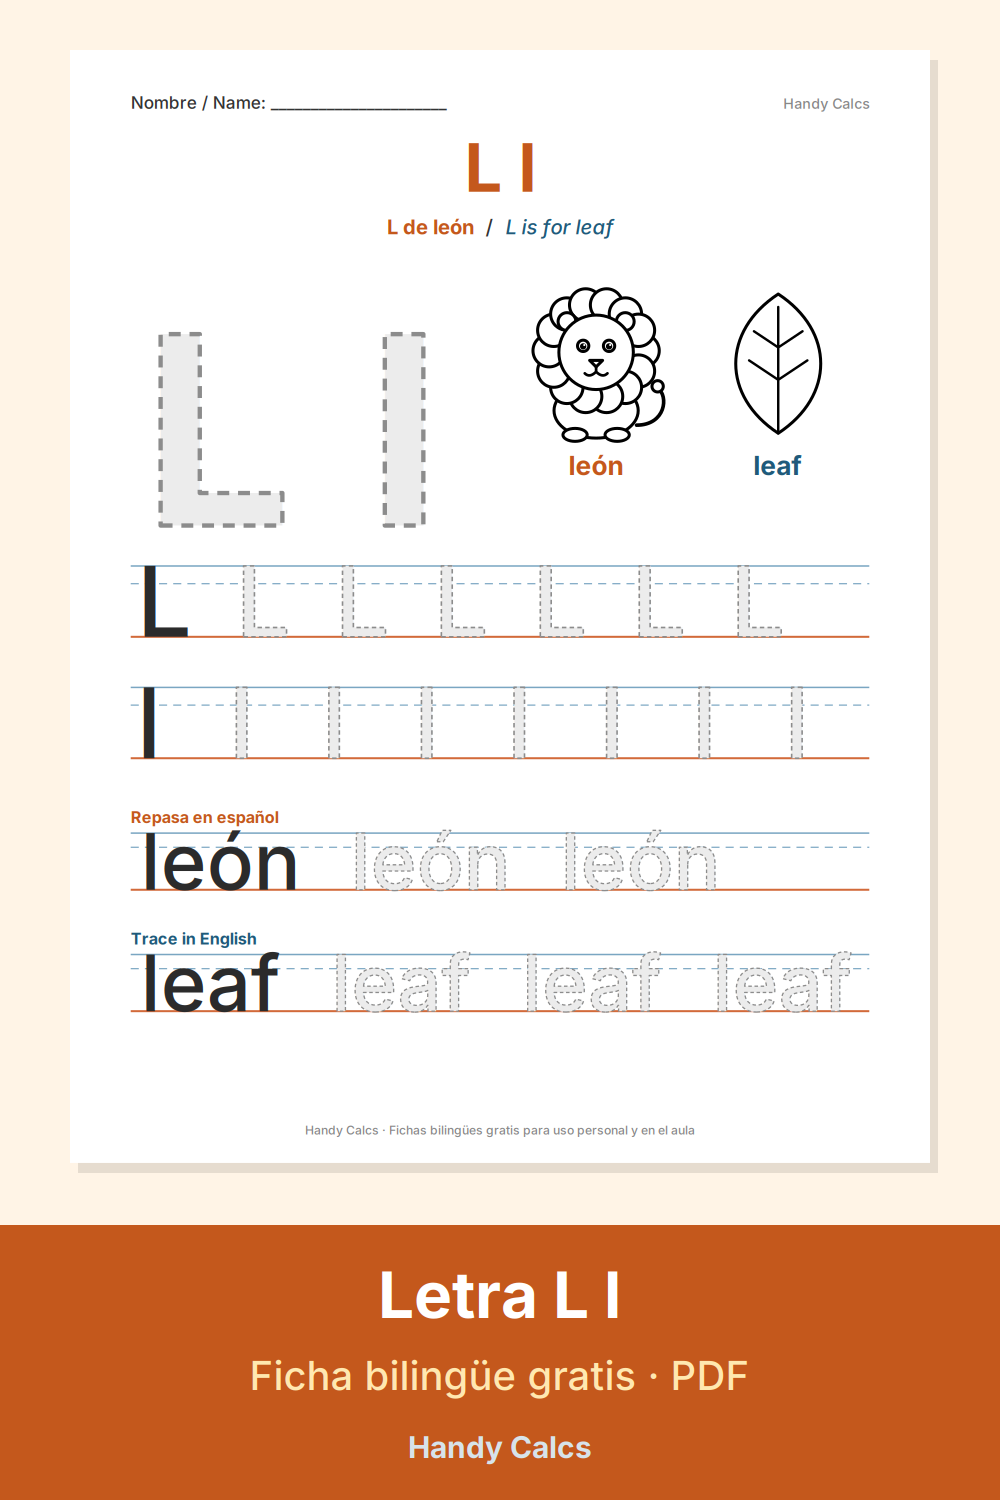 Nombre / Name: ____________________
Handy Calcs
L l
L de león / L is for leaf
L l
león leaf
L L L L L L L
l l l l l l l l
Repasa en español
león león león
Trace in English
leaf leaf leaf leaf
Handy Calcs · Fichas bilingües gratis para uso personal y en el aula
Letra L l
Ficha bilingüe gratis · PDF
Handy Calcs